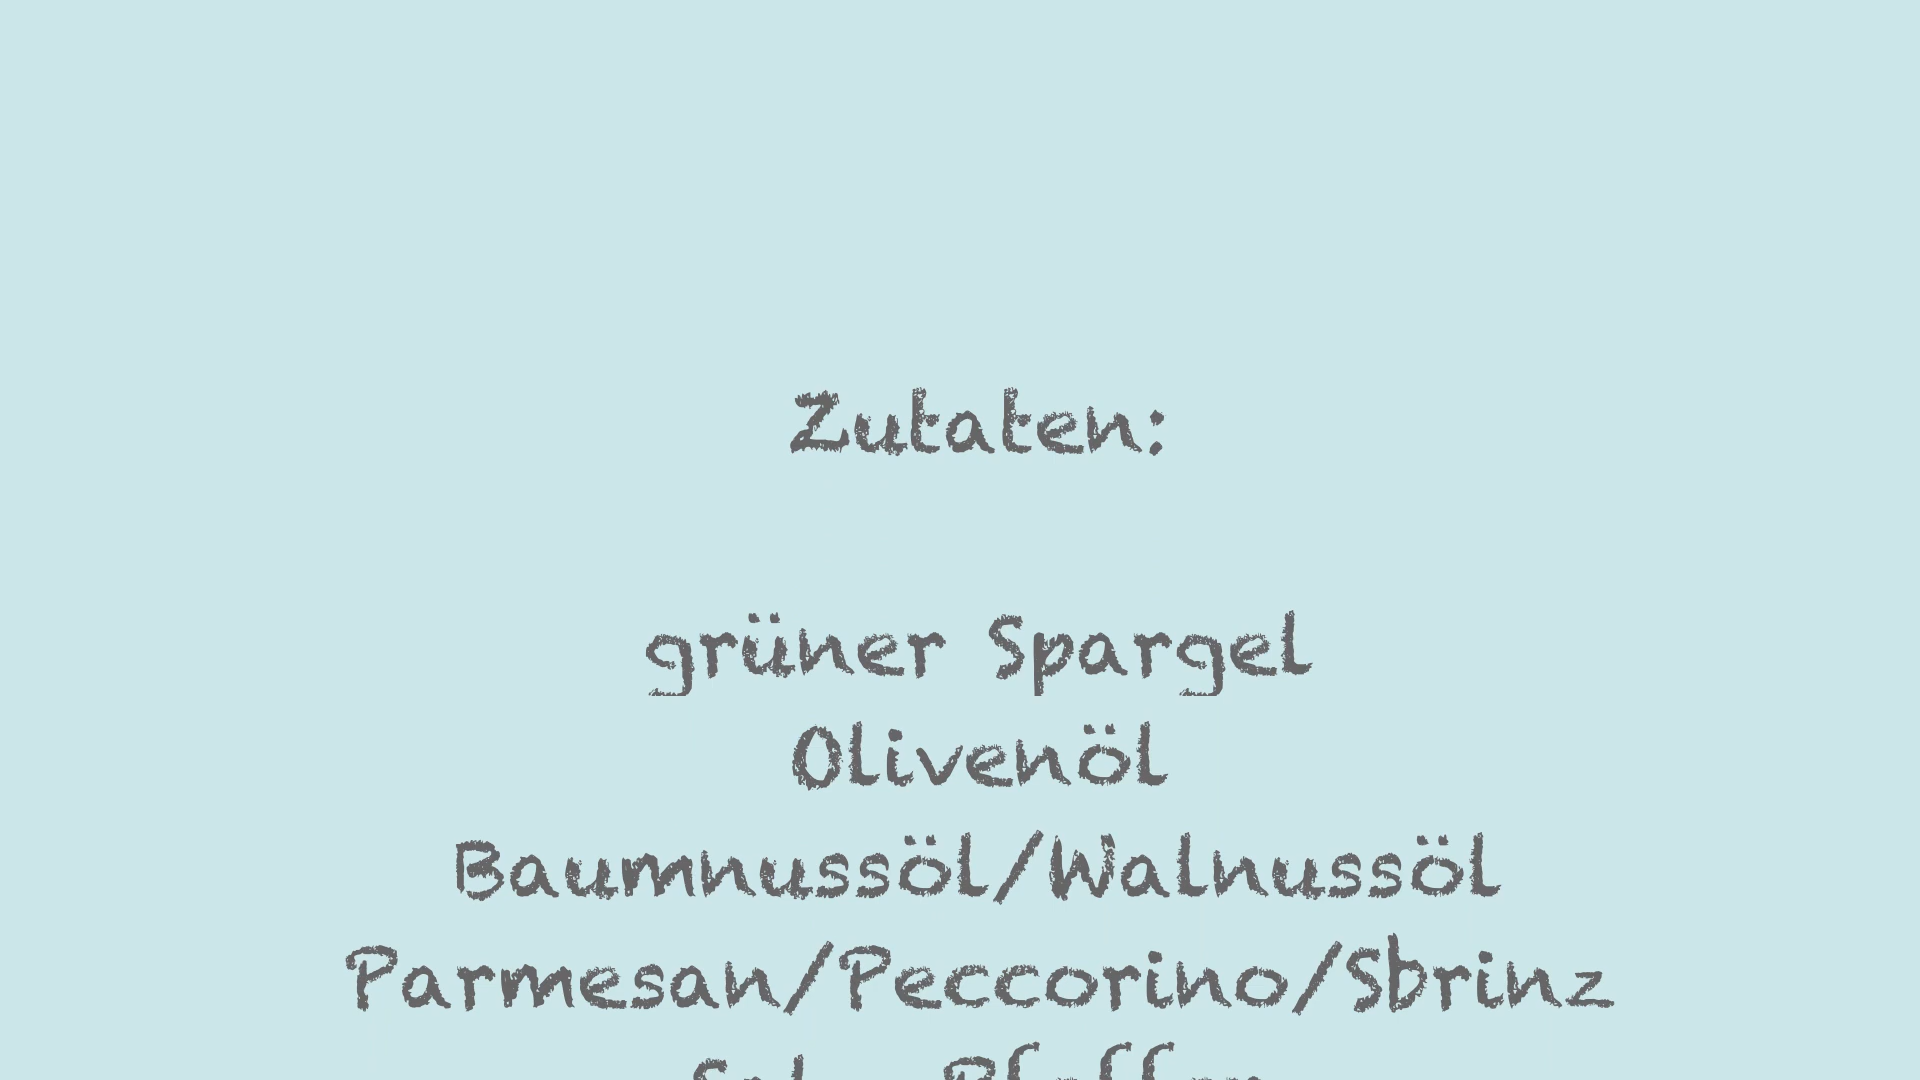 Zutaten:
grüner Spargel
Olivenöl
Baumnussöl/Walnussöl
Parmesan/Peccorino/Sbrinz